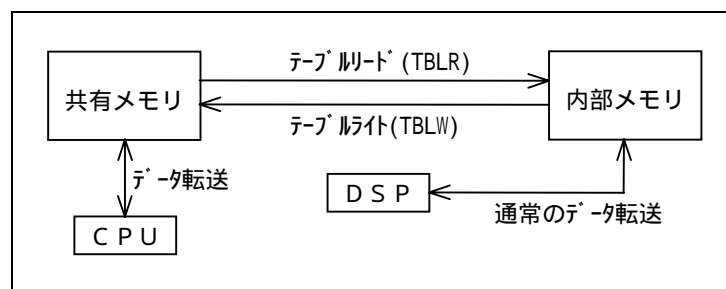 テーブルリード(TBLR)
共有メモリ
内部メモリ
テーブルライト(TBLW)
データ転送
DSP
通常のデータ転送
CPU